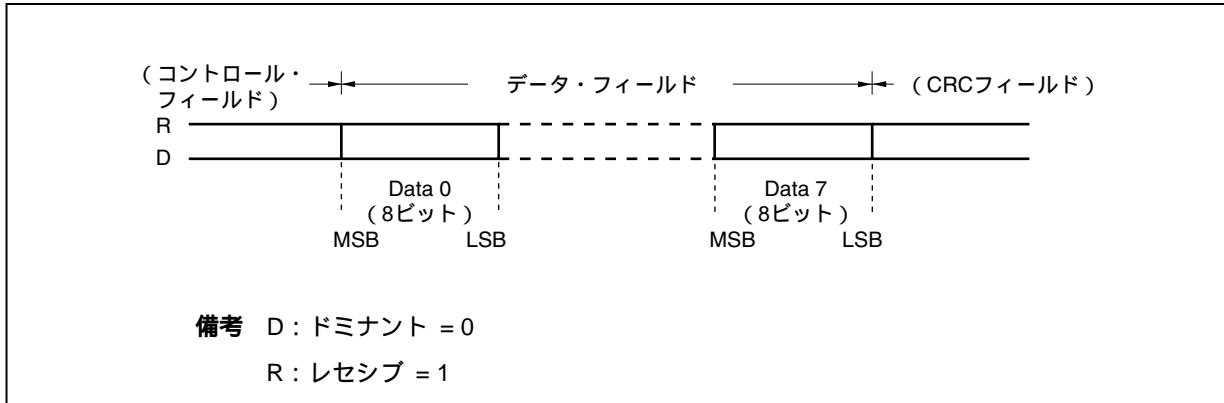 （コントロール・
フィールド）
データ・フィールド
（CRCフィールド）
R
D
Data 0
（8ビット）
Data 7
（8ビット）
MSB
LSB
MSB
LSB
備考 D：ドミナント = 0
R：レセシブ = 1